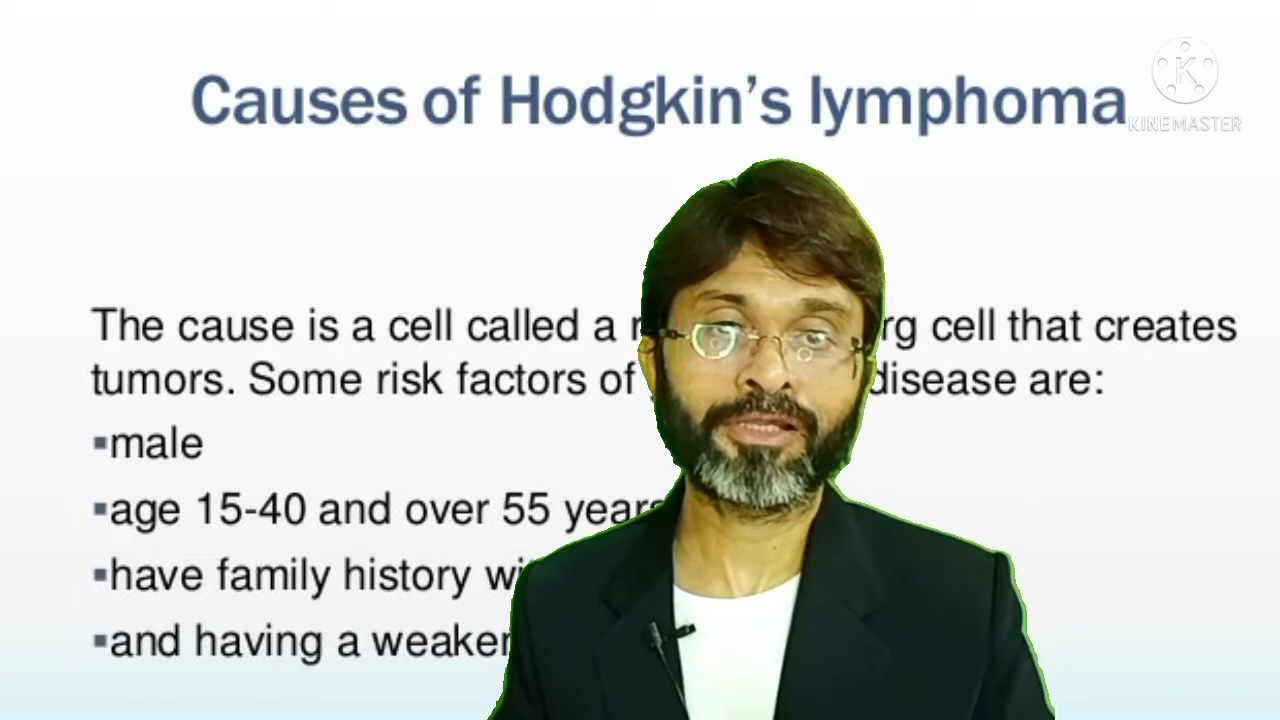 Causes of Hodgkin's lymphoma
KINEMASTER
The cause is a cell called a rg cell that creates
tumors. Some risk factors of disease are:
▪male
▪age 15-40 and over 55 years
▪have family history
▪and having a